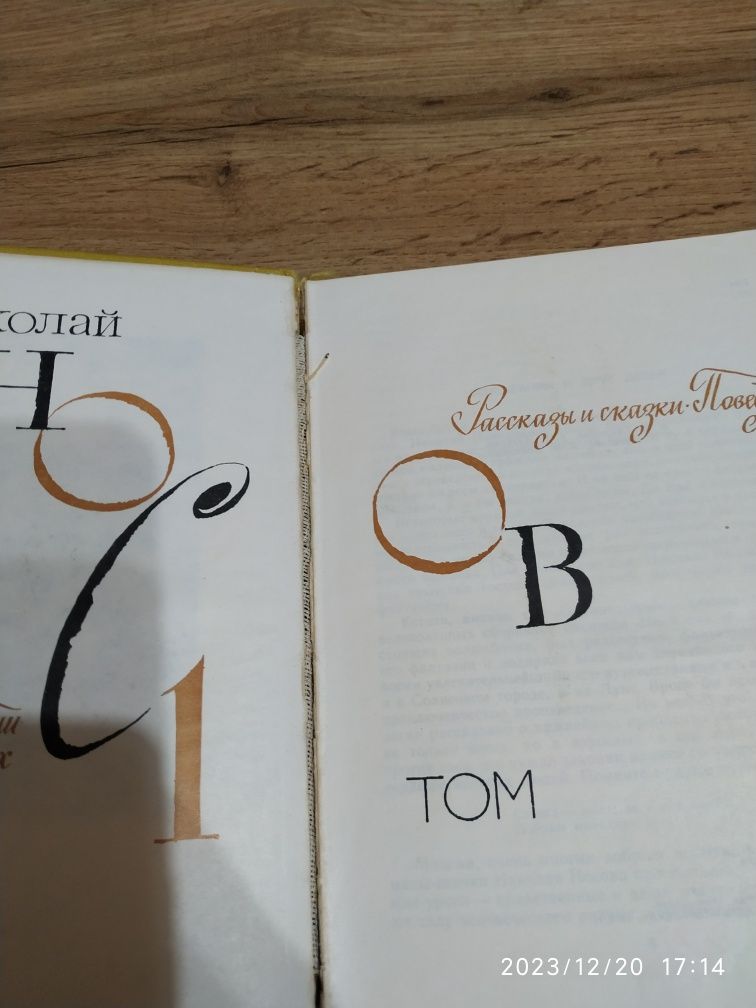 колай
Н
О
С
1
Рассказы и сказки·Пове
О
В
ТОМ
2023/12/20 17:14